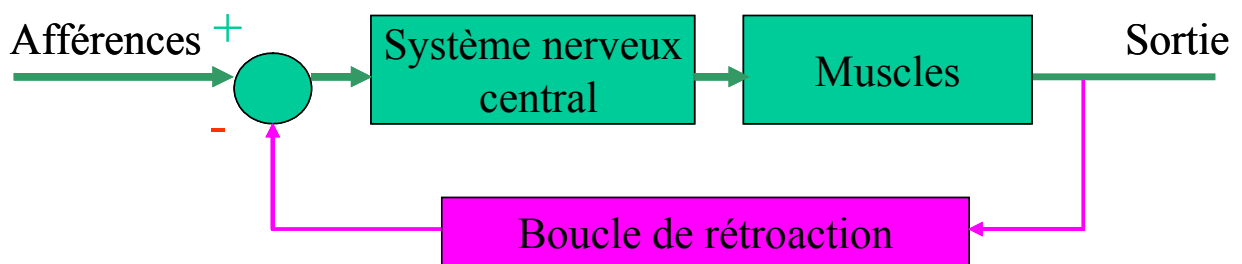 Afférences
+
-
Système nerveux
central
Muscles
Sortie
Boucle de rétroaction